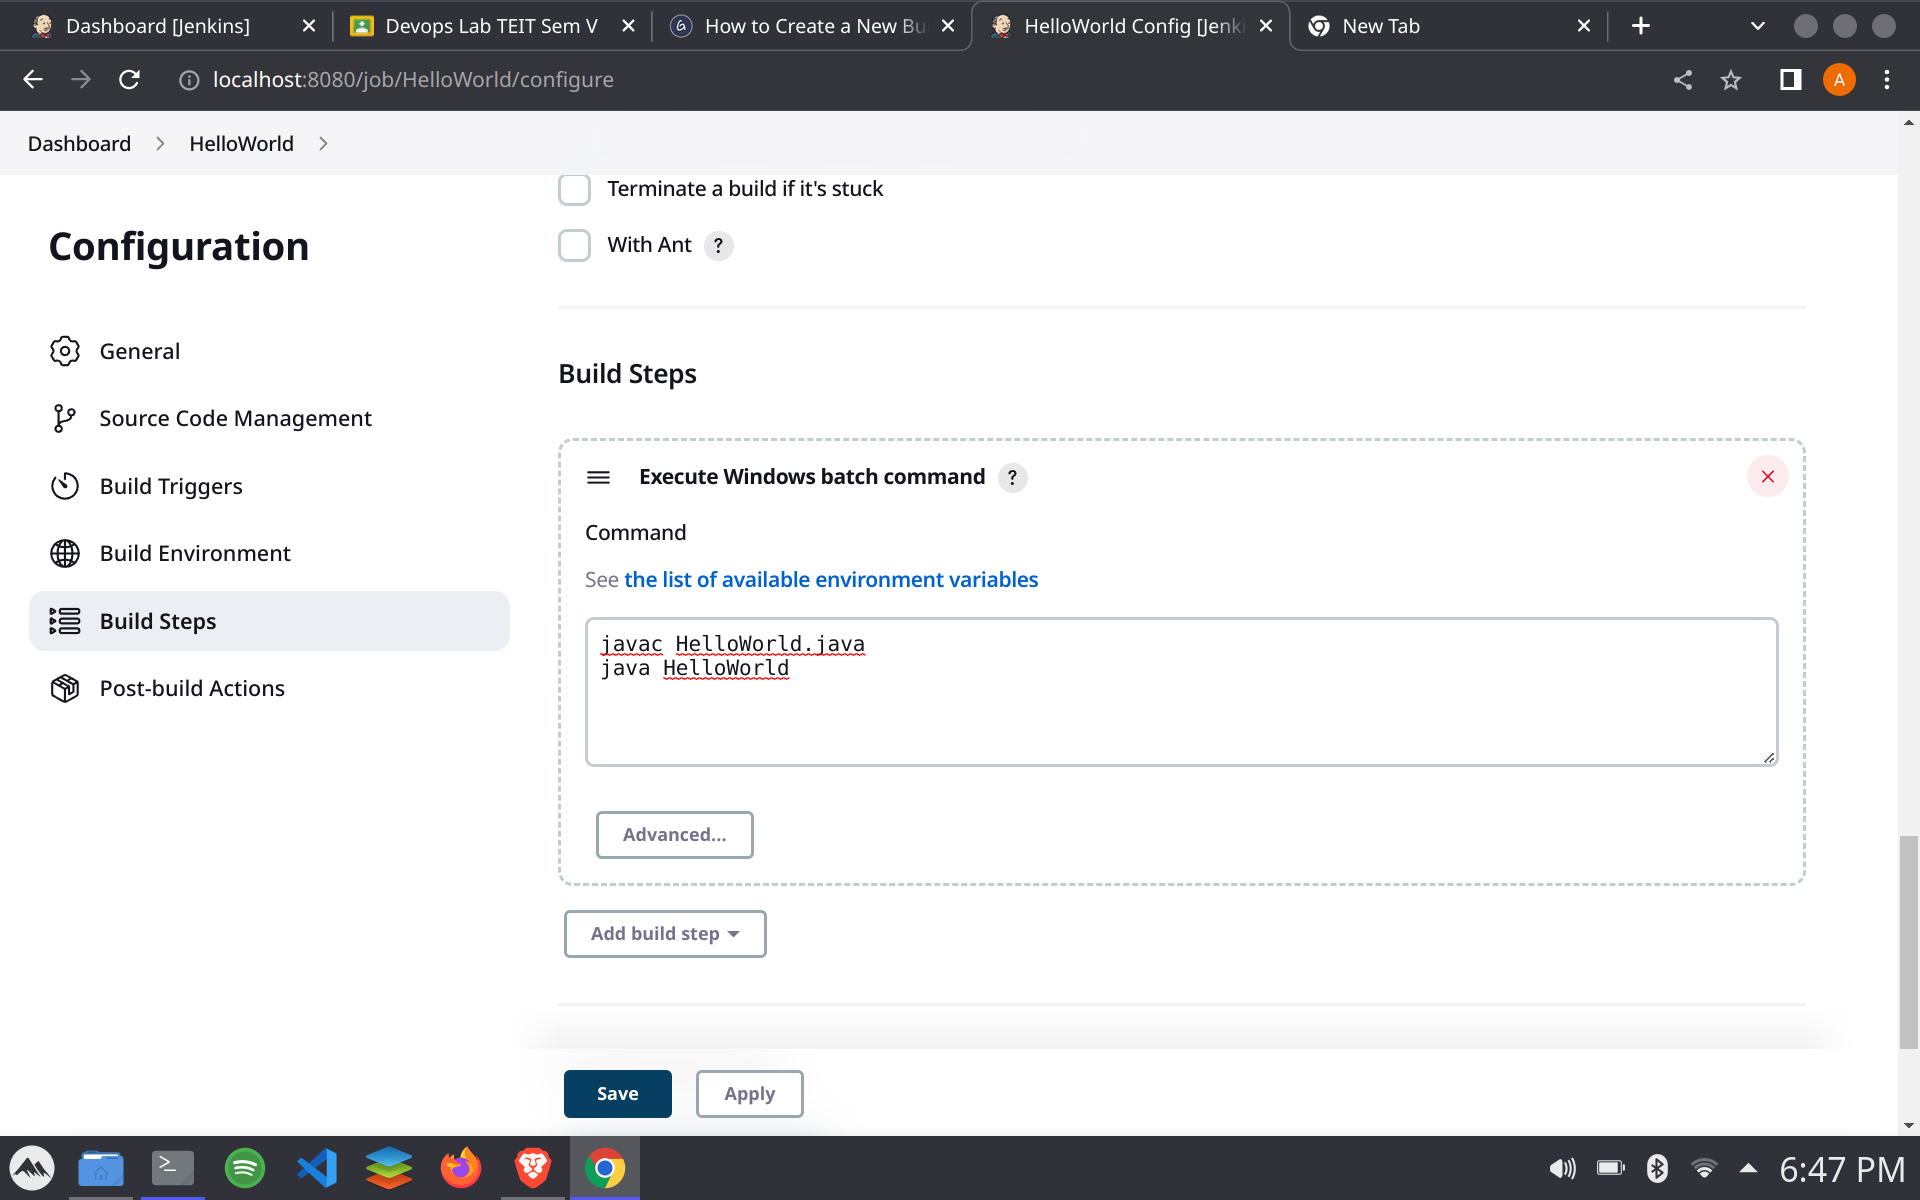 Dashboard [Jenkins]
Devops Lab TEIT Sem V
How to Create a New Bu
HelloWorld Config [Jenki
New Tab
localhost:8080/job/HelloWorld/configure
A
Dashboard
HelloWorld
Terminate a build if it's stuck
With Ant ?
Configuration
General
Source Code Management
Build Triggers
Build Environment
Build Steps
Post-build Actions
Build Steps
Execute Windows batch command ?
Command
See the list of available environment variables
javac HelloWorld.java
java HelloWorld
Advanced...
Add build step
Save
Apply
6:47 PM